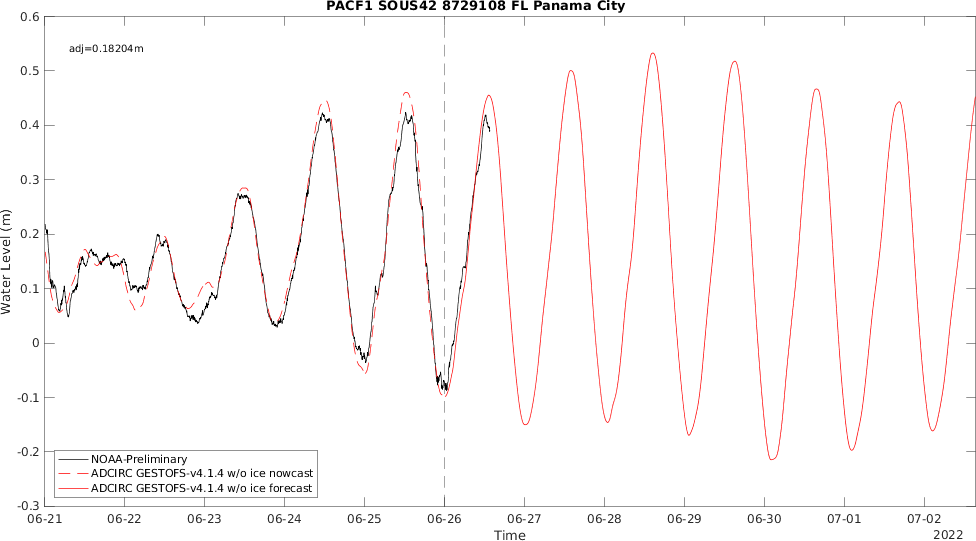 PACF1 SOUS42 8729108 FL Panama City
adj=0.18204m
Water Level (m)
0.6
0.5
0.4
0.3
0.2
0.1
0
-0.1
-0.2
-0.3
NOAA-Preliminary
ADCIRC GESTOFS-v4.1.4 w/o ice nowcast
ADCIRC GESTOFS-v4.1.4 w/o ice forecast
06-21 06-22 06-23 06-24 06-25 06-26 06-27 06-28 06-29 06-30 07-01 07-02
Time
2022